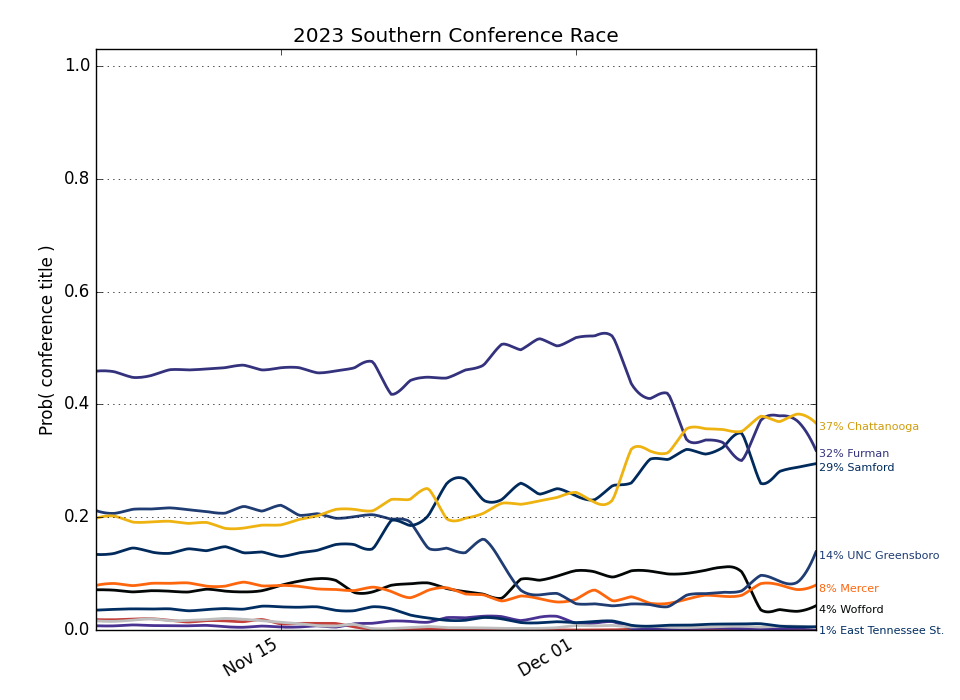 2023 Southern Conference Race
Prob( conference title )
1.0
0.8
0.6
0.4
0.2
0.0
Nov 15
Dec 01
37% Chattanooga
32% Furman
29% Samford
14% UNC Greensboro
8% Mercer
4% Wofford
1% East Tennessee St.